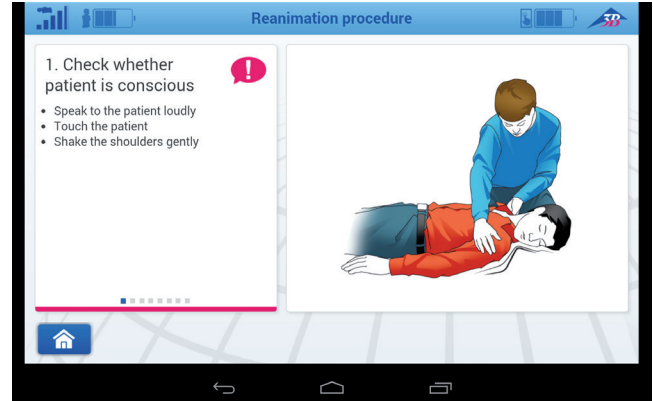 Reanimation procedure
3B
1. Check whether
patient is conscious
!
• Speak to the patient loudly
• Touch the patient
• Shake the shoulders gently